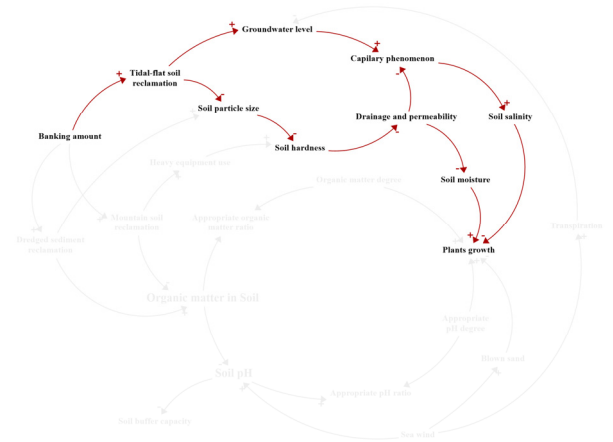 Groundwater level
Capilary phenomenon
Tidal-flat soil
reclamation
Soil particle size
Drainage and permeability
Soil salinity
Banking amount
Soil hardness
Heavy equipment use
Organic matter degree
Soil moisture
Mountain soil
reclamation
Appropriate organic
matter ratio
Dredged sediment
reclamation
Plants growth
Organic matter in Soil
Appropriate
pH degree
Blown sand
Soil pH
Appropriate pH ratio
Soil buffer capacity
Sea wind